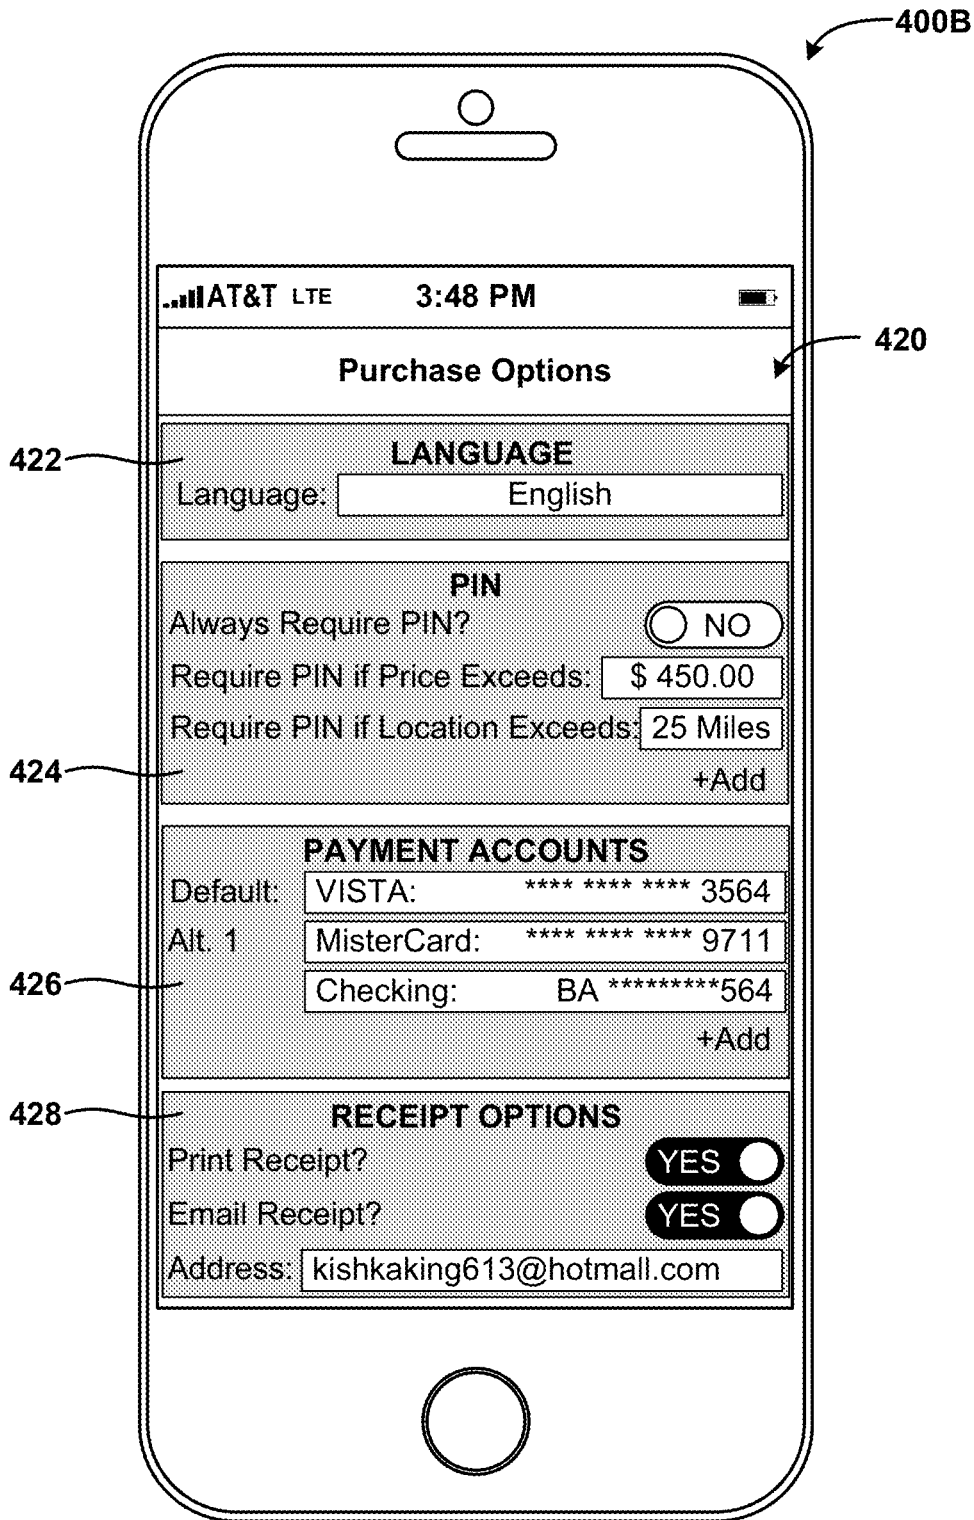 400B
AT&T LTE 3:48 PM
420
Purchase Options
422
LANGUAGE
Language: English
PIN
Always Require PIN? NO
Require PIN if Price Exceeds: $ 450.00
Require PIN if Location Exceeds: 25 Miles
424
+Add
PAYMENT ACCOUNTS
Default: VISTA: **** **** **** 3564
Alt. 1 MisterCard: **** **** **** 9711
426
Checking: BA *********564
+Add
428
RECEIPT OPTIONS
Print Receipt? YES
Email Receipt? YES
Address: kishkaking613@hotmall.com